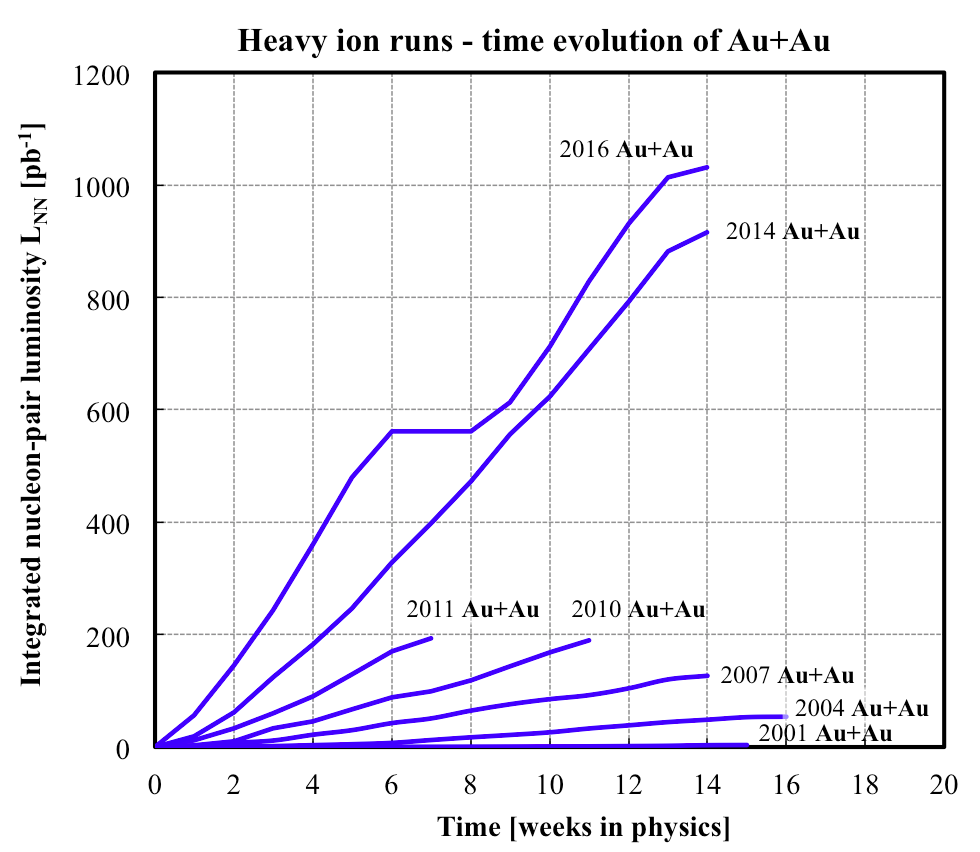 Heavy ion runs - time evolution of Au+Au
Integrated nucleon-pair luminosity L_NN [pb⁻¹]
1200
1000
800
600
400
200
0
2016 Au+Au
2014 Au+Au
2011 Au+Au
2010 Au+Au
2007 Au+Au
2004 Au+Au
2001 Au+Au
0 2 4 6 8 10 12 14 16 18 20
Time [weeks in physics]